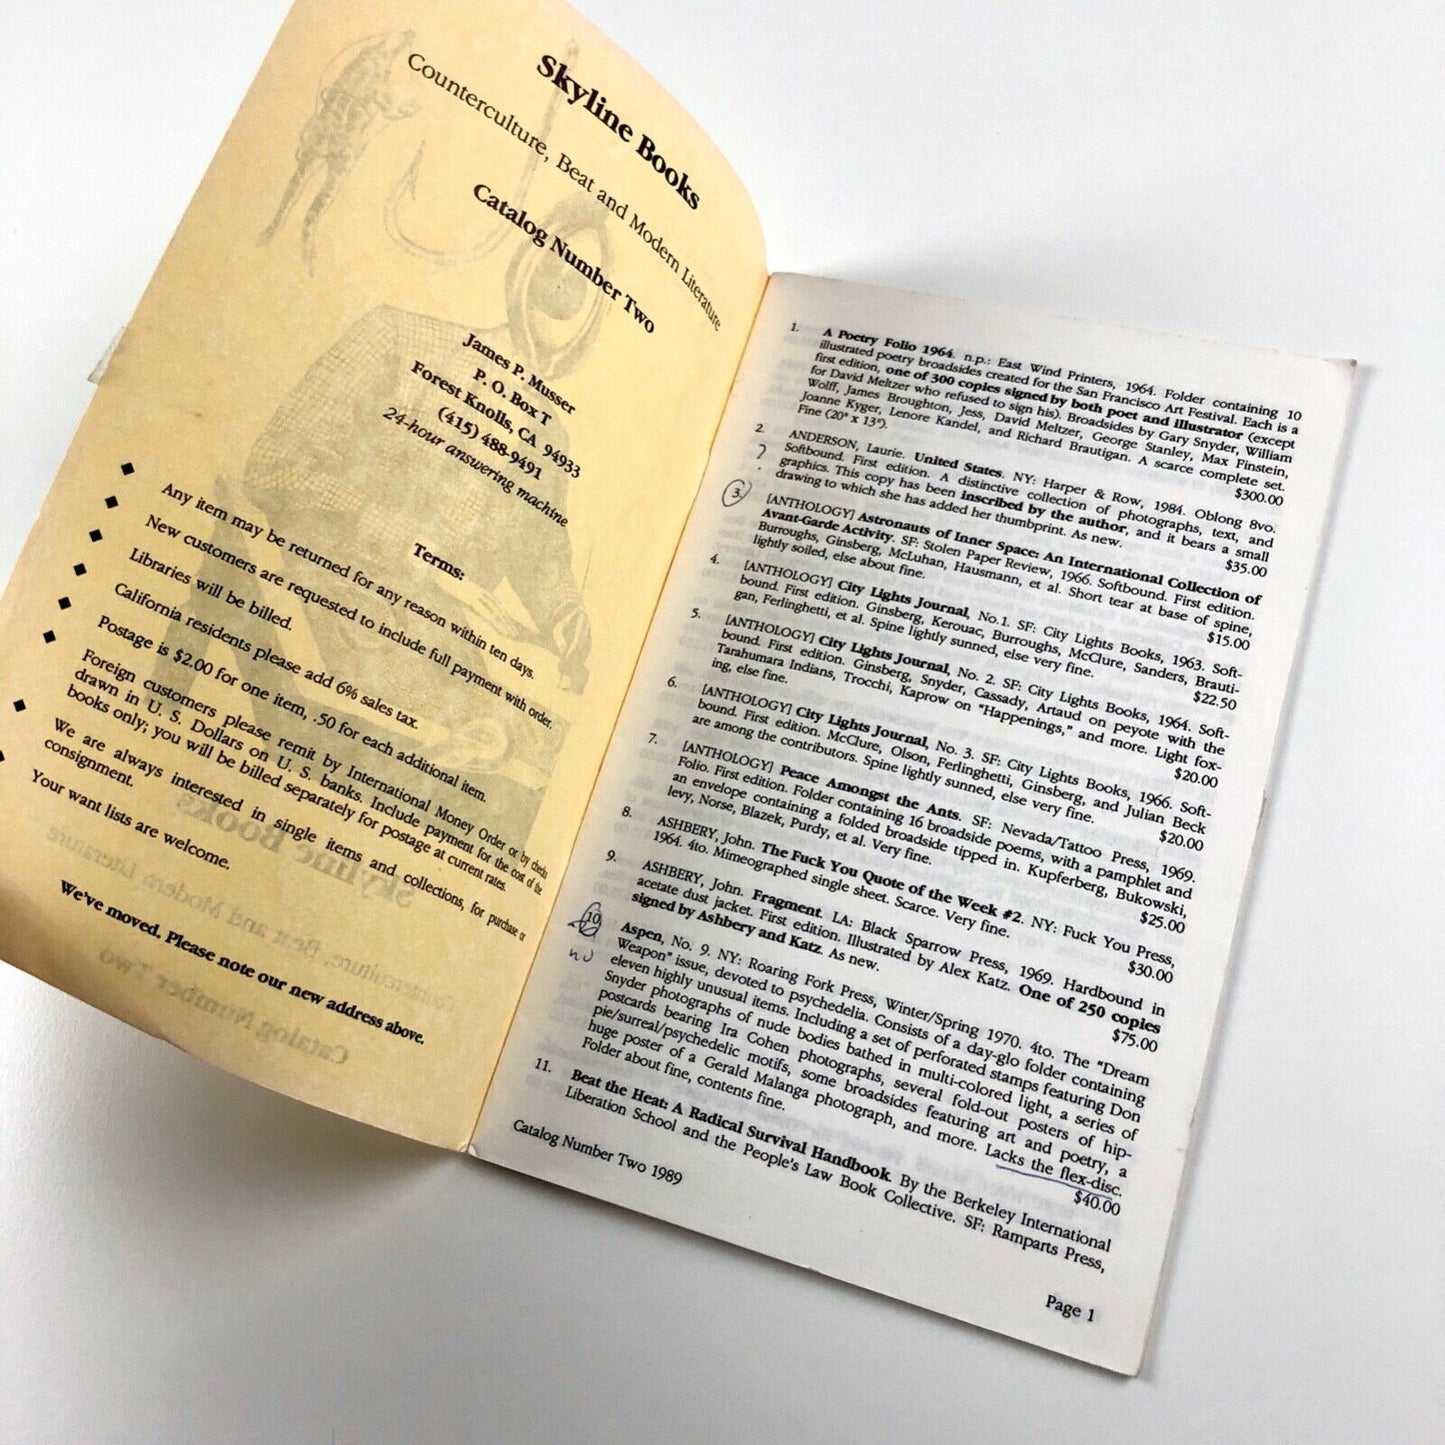 Skyline Books
Counterculture, Beat and Modern Literature
Catalog Number Two
James P. Musser
P. O. Box T
Forest Knolls, CA 94933
(415) 488-9491
24-hour answering machine
Terms:
■ Any item may be returned for any reason within ten days.
■ New customers are requested to include full payment with order.
■ Libraries will be billed.
■ California residents please add 6% sales tax.
■ Postage is $2.00 for one item, .50 for each additional item.
■ Foreign customers please remit by International Money Order or by checks
drawn in U. S. Dollars on U. S. banks. Include payment for the cost of the
books only; you will be billed separately for postage at current rates.
■ We are always interested in single items and collections, for purchase or
consignment.
■ Your want lists are welcome.
We've moved. Please note our new address above.
1. A Poetry Folio 1964. n.p.: East Wind Printers, 1964. Folder containing 10
illustrated poetry broadsides created for the San Francisco Art Festival. Each is a
first edition, one of 300 copies signed by both poet and illustrator (except
for David Meltzer who refused to sign his). Broadsides by Gary Snyder, William
Wolff, James Broughton, Jess, David Meltzer, George Stanley, Max Finstein,
Joanne Kyger, Lenore Kandel, and Richard Brautigan. A scarce complete set.
Fine (20" x 13"). $300.00
2. ANDERSON, Laurie. United States. NY: Harper & Row, 1984. Oblong 8vo.
Softbound. First edition. A distinctive collection of photographs, text, and
graphics. This copy has been inscribed by the author, and it bears a small
drawing to which she has added her thumbprint. As new. $35.00
?
3. [ANTHOLOGY] Astronauts of Inner Space: An International Collection of
Avant-Garde Activity. SF: Stolen Paper Review, 1966. Softbound. First edition.
Burroughs, Ginsberg, McLuhan, Hausmann, et al. Short tear at base of spine,
lightly soiled, else about fine. $15.00
4. [ANTHOLOGY] City Lights Journal, No.1. SF: City Lights Books, 1963. Soft-
bound. First edition. Ginsberg, Kerouac, Burroughs, McClure, Sanders, Brauti-
gan, Ferlinghetti, et al. Spine lightly sunned, else very fine. $22.50
5. [ANTHOLOGY] City Lights Journal, No. 2. SF: City Lights Books, 1964. Soft-
bound. First edition. Ginsberg, Snyder, Cassady, Artaud on peyote with the
Tarahumara Indians, Trocchi, Kaprow on "Happenings," and more. Light fox-
ing, else fine. $20.00
6. [ANTHOLOGY] City Lights Journal, No. 3. SF: City Lights Books, 1966. Soft-
bound. First edition. McClure, Olson, Ferlinghetti, Ginsberg, and Julian Beck
are among the contributors. Spine lightly sunned, else very fine. $20.00
7. [ANTHOLOGY] Peace Amongst the Ants. SF: Nevada/Tattoo Press, 1969.
Folio. First edition. Folder containing 16 broadside poems, with a pamphlet and
an envelope containing a folded broadside tipped in. Kupferberg, Bukowski,
levy, Norse, Blazek, Purdy, et al. Very fine. $25.00
8. ASHBERY, John. The Fuck You Quote of the Week #2. NY: Fuck You Press,
1964. 4to. Mimeographed single sheet. Scarce. Very fine. $30.00
9. ASHBERY, John. Fragment. LA: Black Sparrow Press, 1969. Hardbound in
acetate dust jacket. First edition. Illustrated by Alex Katz. One of 250 copies
signed by Ashbery and Katz. As new. $75.00
10 Aspen, No. 9. NY: Roaring Fork Press, Winter/Spring 1970. 4to. The "Dream
Weapon" issue, devoted to psychedelia. Consists of a day-glo folder containing
eleven highly unusual items. Including a set of perforated stamps featuring Don
Snyder photographs of nude bodies bathed in multi-colored light, a series of
postcards bearing Ira Cohen photographs, several fold-out posters of hip-
pie/surreal/psychedelic motifs, some broadsides featuring art and poetry, a
huge poster of a Gerald Malanga photograph, and more. Lacks the flex-disc.
Folder about fine, contents fine. $40.00
11. Beat the Heat: A Radical Survival Handbook. By the Berkeley International
Liberation School and the People's Law Book Collective. SF: Ramparts Press,
Catalog Number Two 1989
Page 1